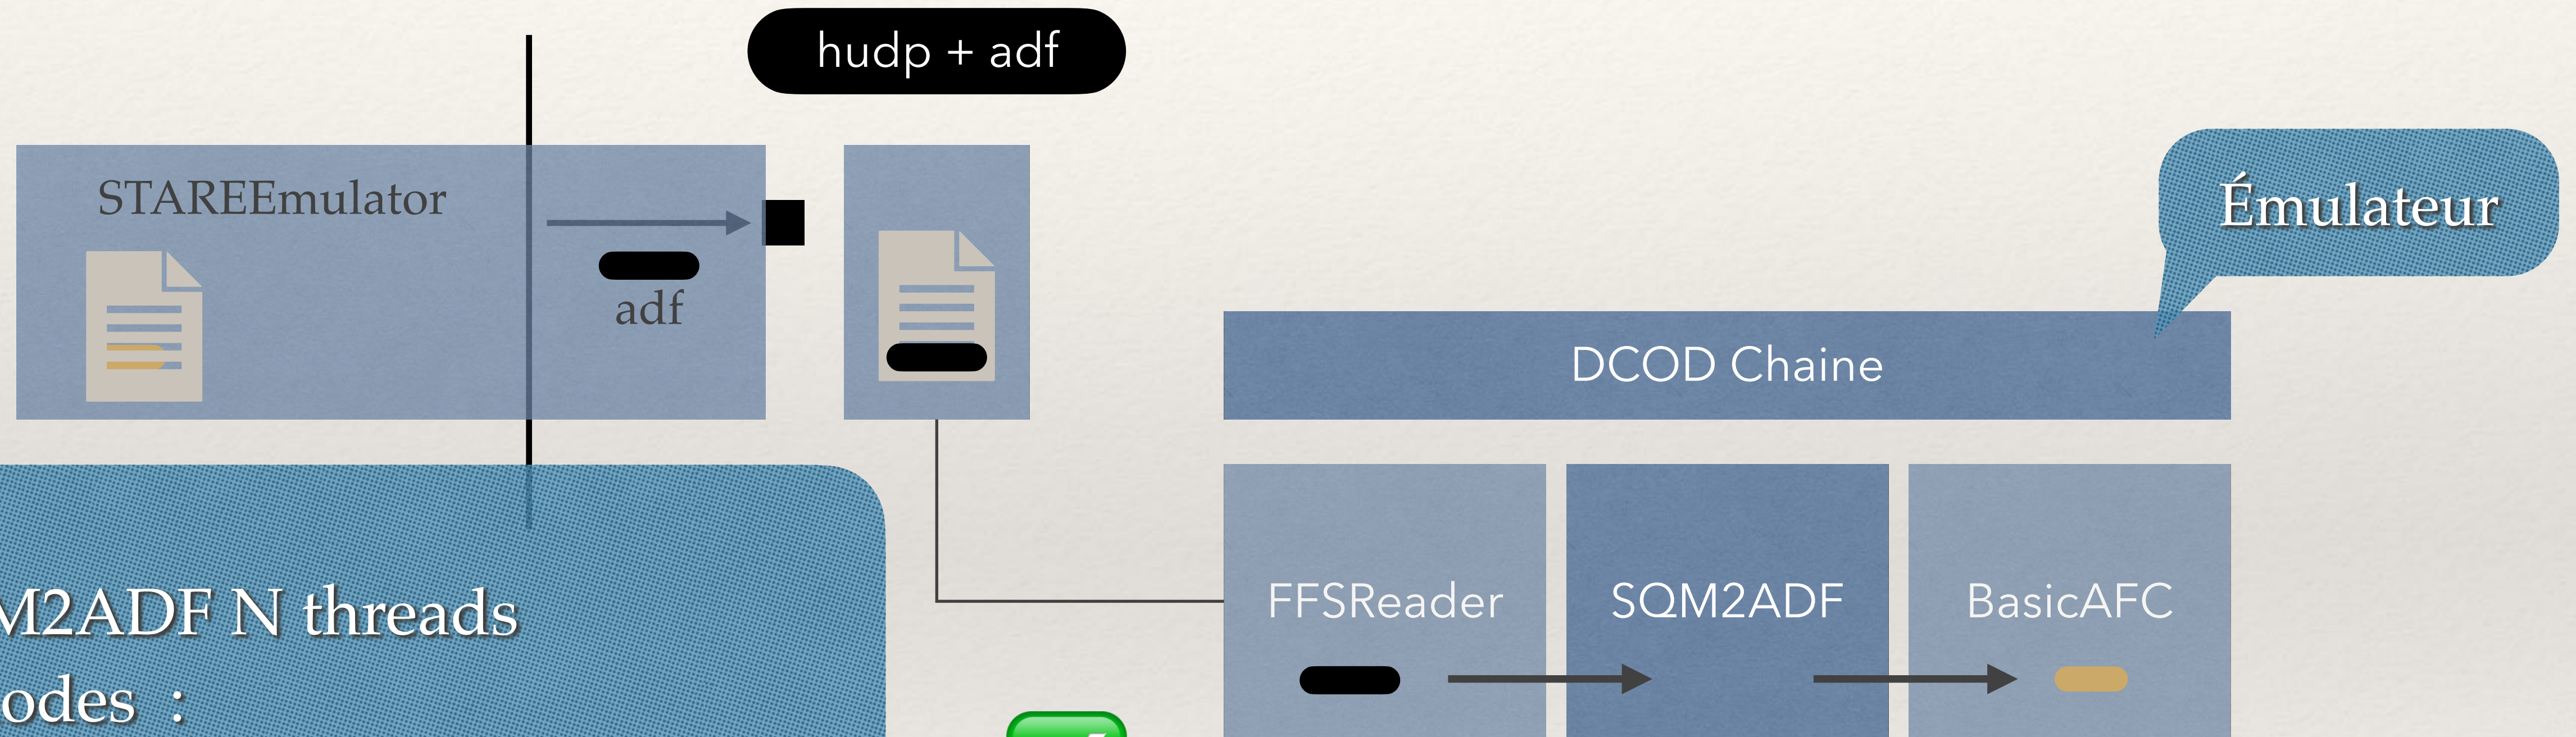 hudp + adf
STAREEmulator
adf
Émulateur
DCOD Chaine
FFSReader
SQM2ADF
BasicAFC
M2ADF N threads
odes :